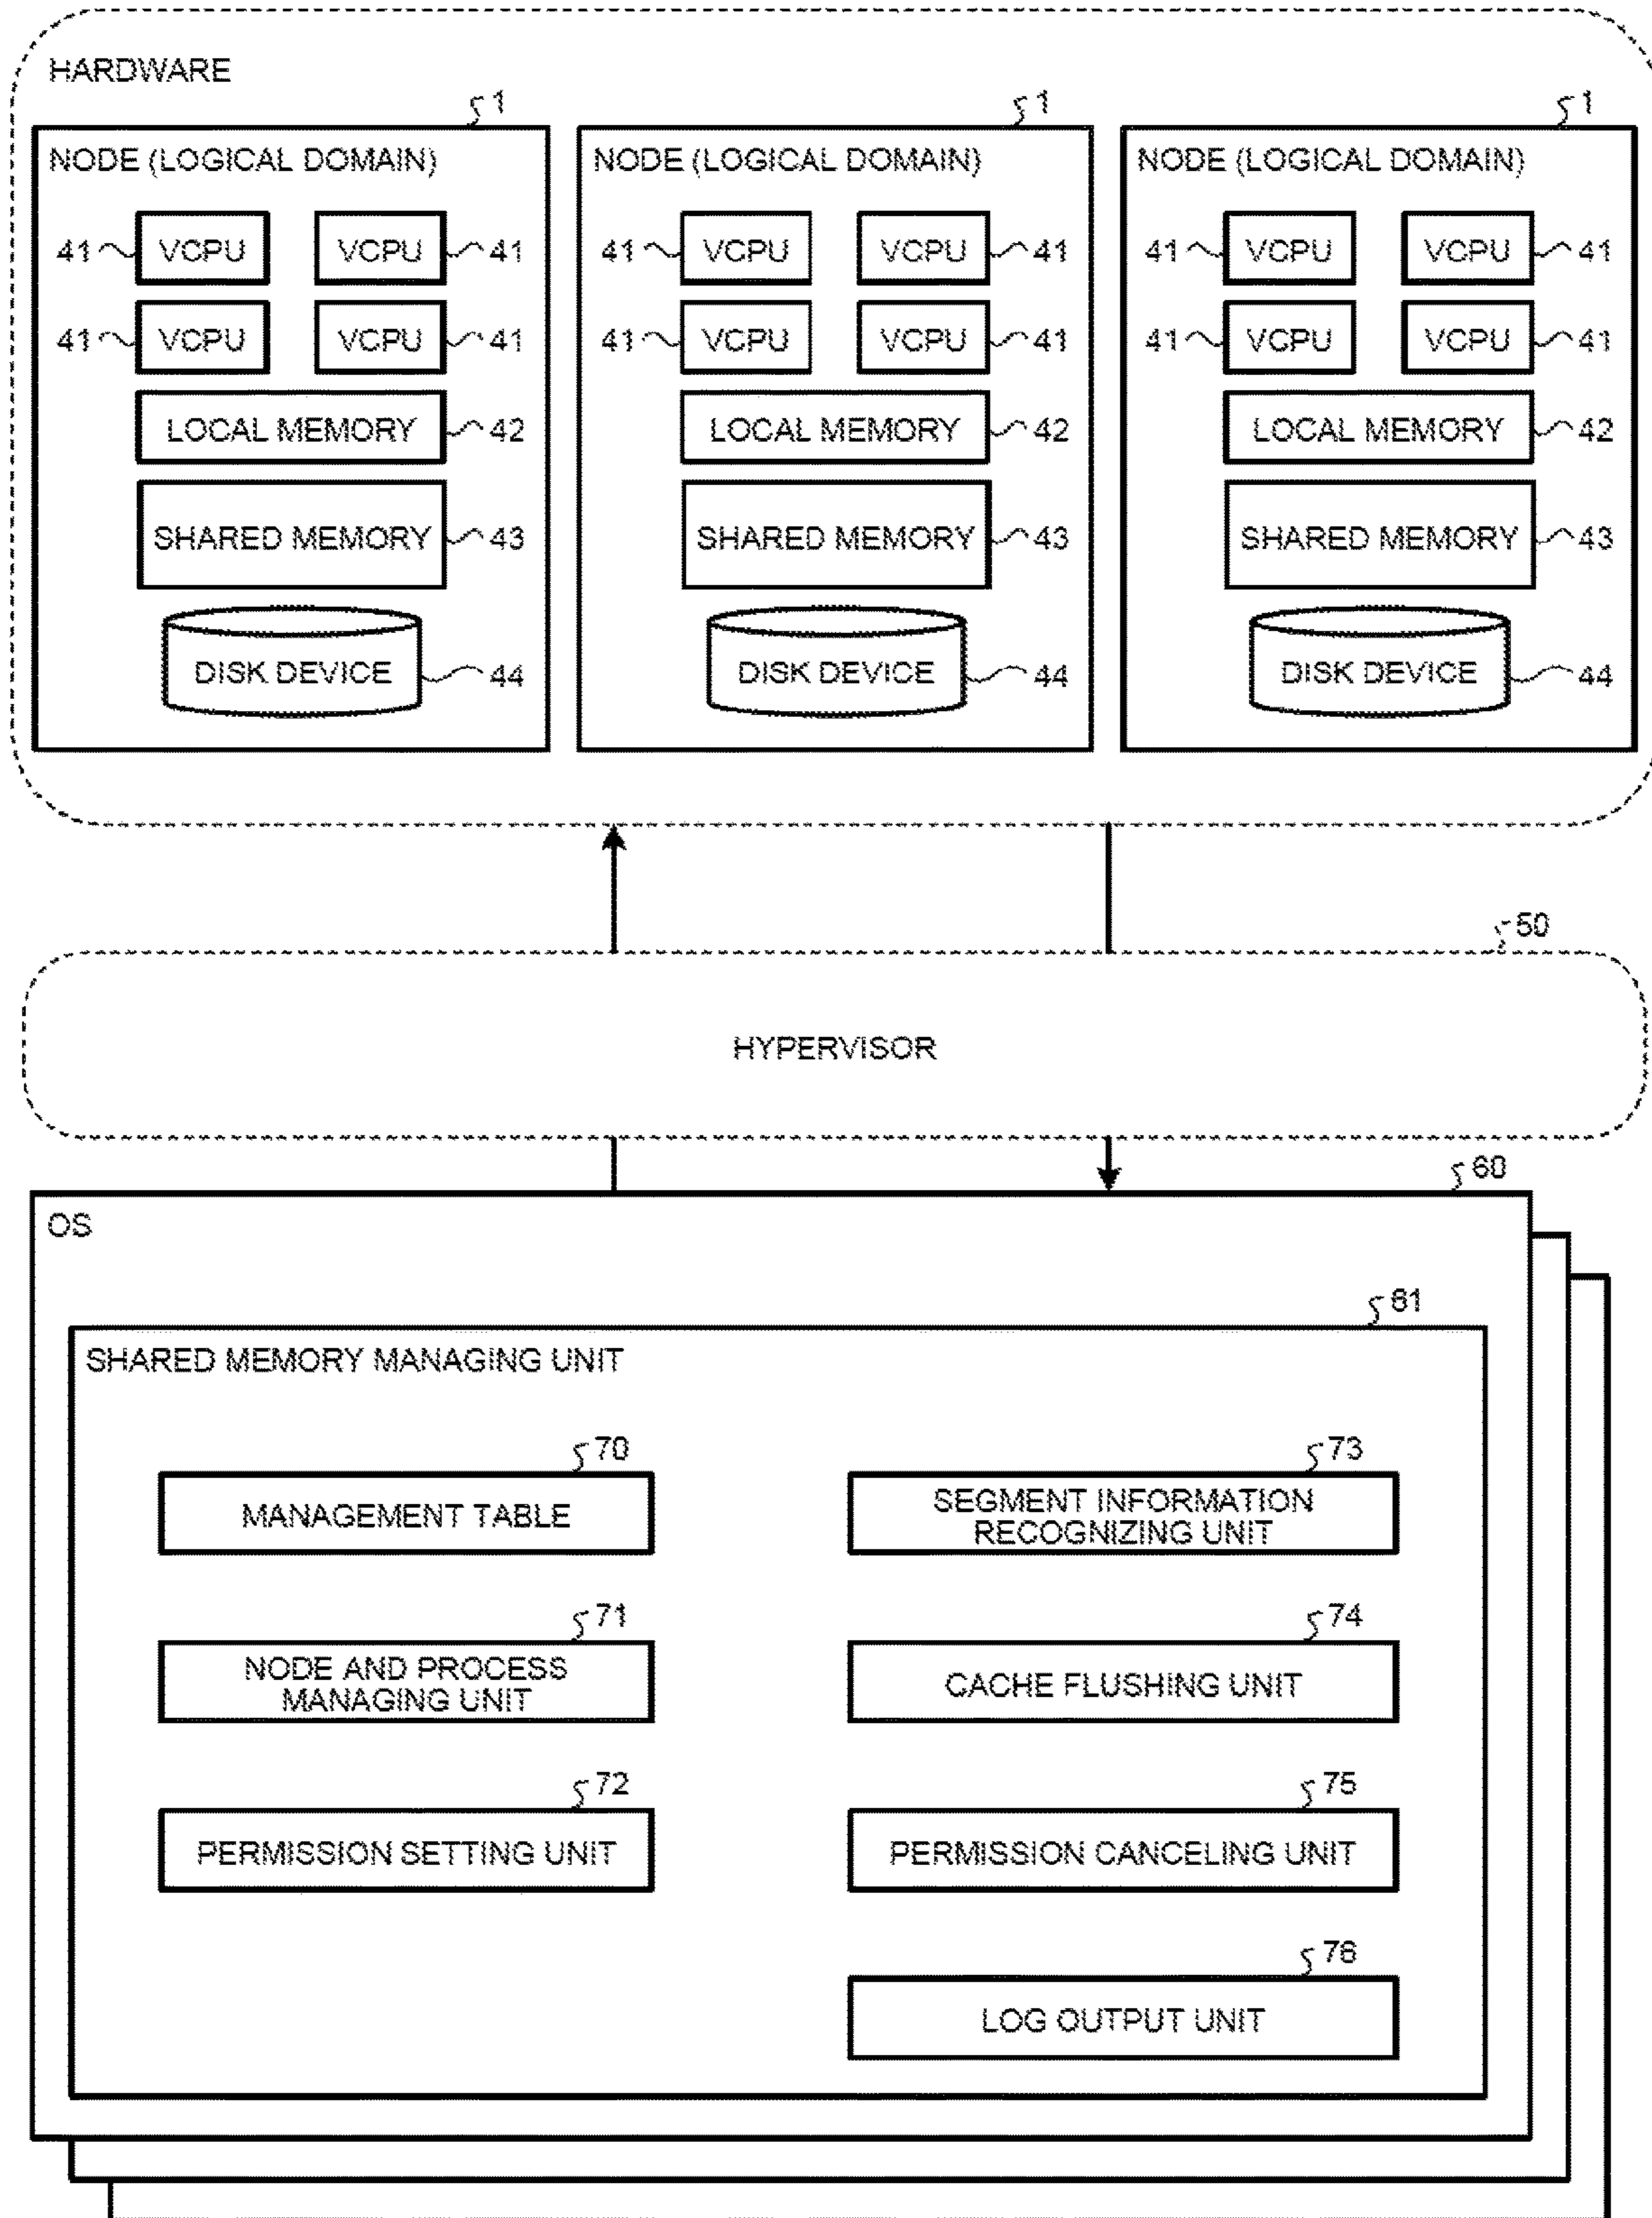 HARDWARE
1 1 1
NODE (LOGICAL DOMAIN) NODE (LOGICAL DOMAIN) NODE (LOGICAL DOMAIN)
41 VCPU VCPU 41 41 VCPU VCPU 41 41 VCPU VCPU 41
41 VCPU VCPU 41 41 VCPU VCPU 41 41 VCPU VCPU 41
LOCAL MEMORY 42 LOCAL MEMORY 42 LOCAL MEMORY 42
SHARED MEMORY 43 SHARED MEMORY 43 SHARED MEMORY 43
DISK DEVICE 44 DISK DEVICE 44 DISK DEVICE 44
50
HYPERVISOR
60
OS
61
SHARED MEMORY MANAGING UNIT
70
MANAGEMENT TABLE
73
SEGMENT INFORMATION
RECOGNIZING UNIT
71
NODE AND PROCESS
MANAGING UNIT
74
CACHE FLUSHING UNIT
72
PERMISSION SETTING UNIT
75
PERMISSION CANCELING UNIT
76
LOG OUTPUT UNIT